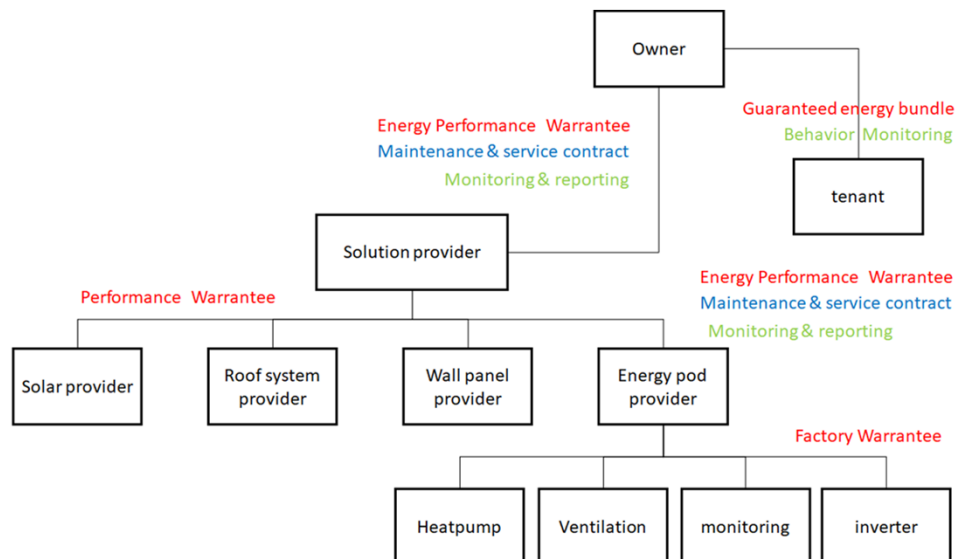 Owner
Guaranteed energy bundle
Behavior Monitoring
Energy Performance Warrantee
Maintenance & service contract
Monitoring & reporting
tenant
Solution provider
Energy Performance Warrantee
Maintenance & service contract
Monitoring & reporting
Performance Warrantee
Solar provider
Roof system
provider
Wall panel
provider
Energy pod
provider
Factory Warrantee
Heatpump
Ventilation
monitoring
inverter